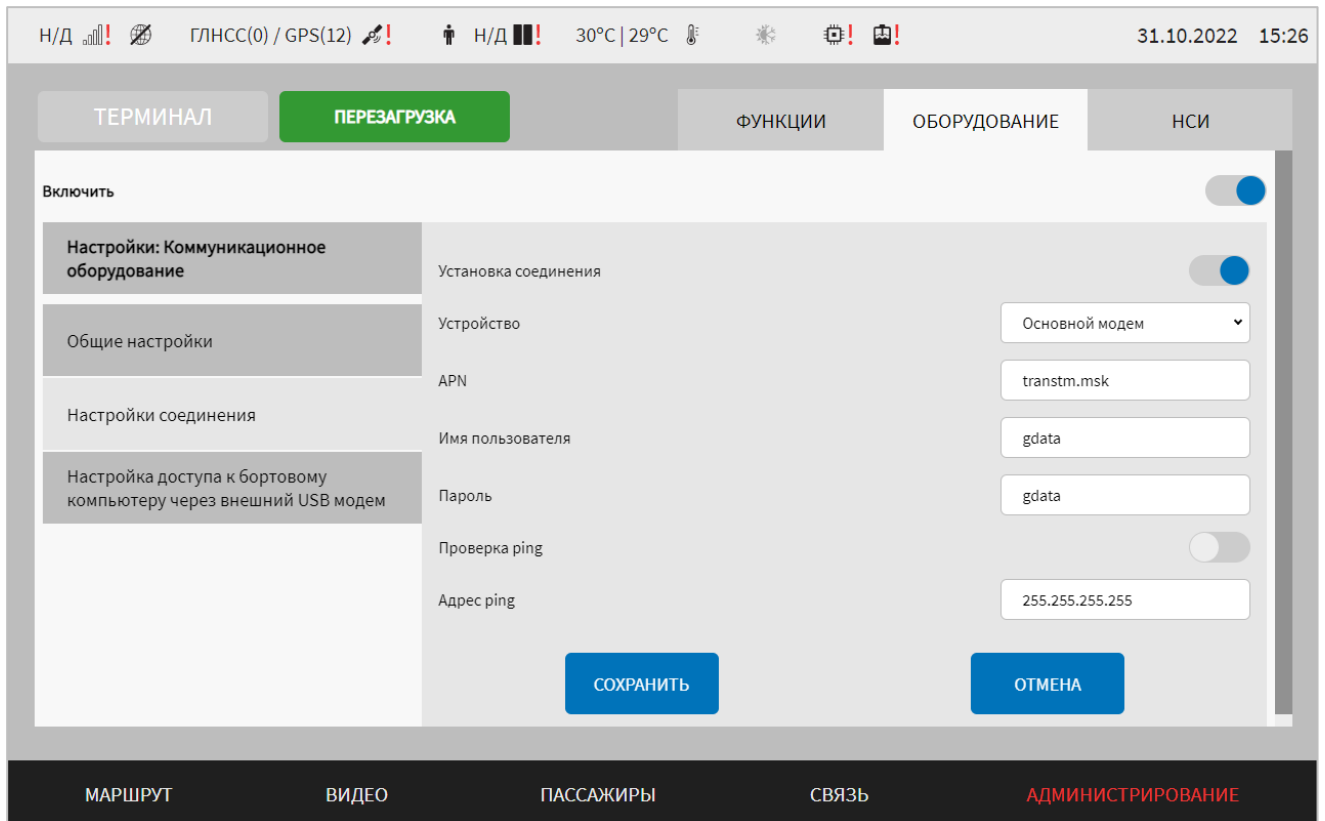 Н/Д ! ГЛНСС(0) / GPS(12) ! Н/Д ! 30°C | 29°C ! ! 31.10.2022 15:26
ТЕРМИНАЛ ПЕРЕЗАГРУЗКА ФУНКЦИИ ОБОРУДОВАНИЕ НСИ
Включить
Настройки: Коммуникационное
оборудование
Общие настройки
Настройки соединения
Настройка доступа к бортовому
компьютеру через внешний USB модем
Установка соединения
Устройство Основной модем
APN transtm.msk
Имя пользователя gdata
Пароль gdata
Проверка ping
Адрес ping 255.255.255.255
СОХРАНИТЬ ОТМЕНА
МАРШРУТ ВИДЕО ПАССАЖИРЫ СВЯЗЬ АДМИНИСТРИРОВАНИЕ